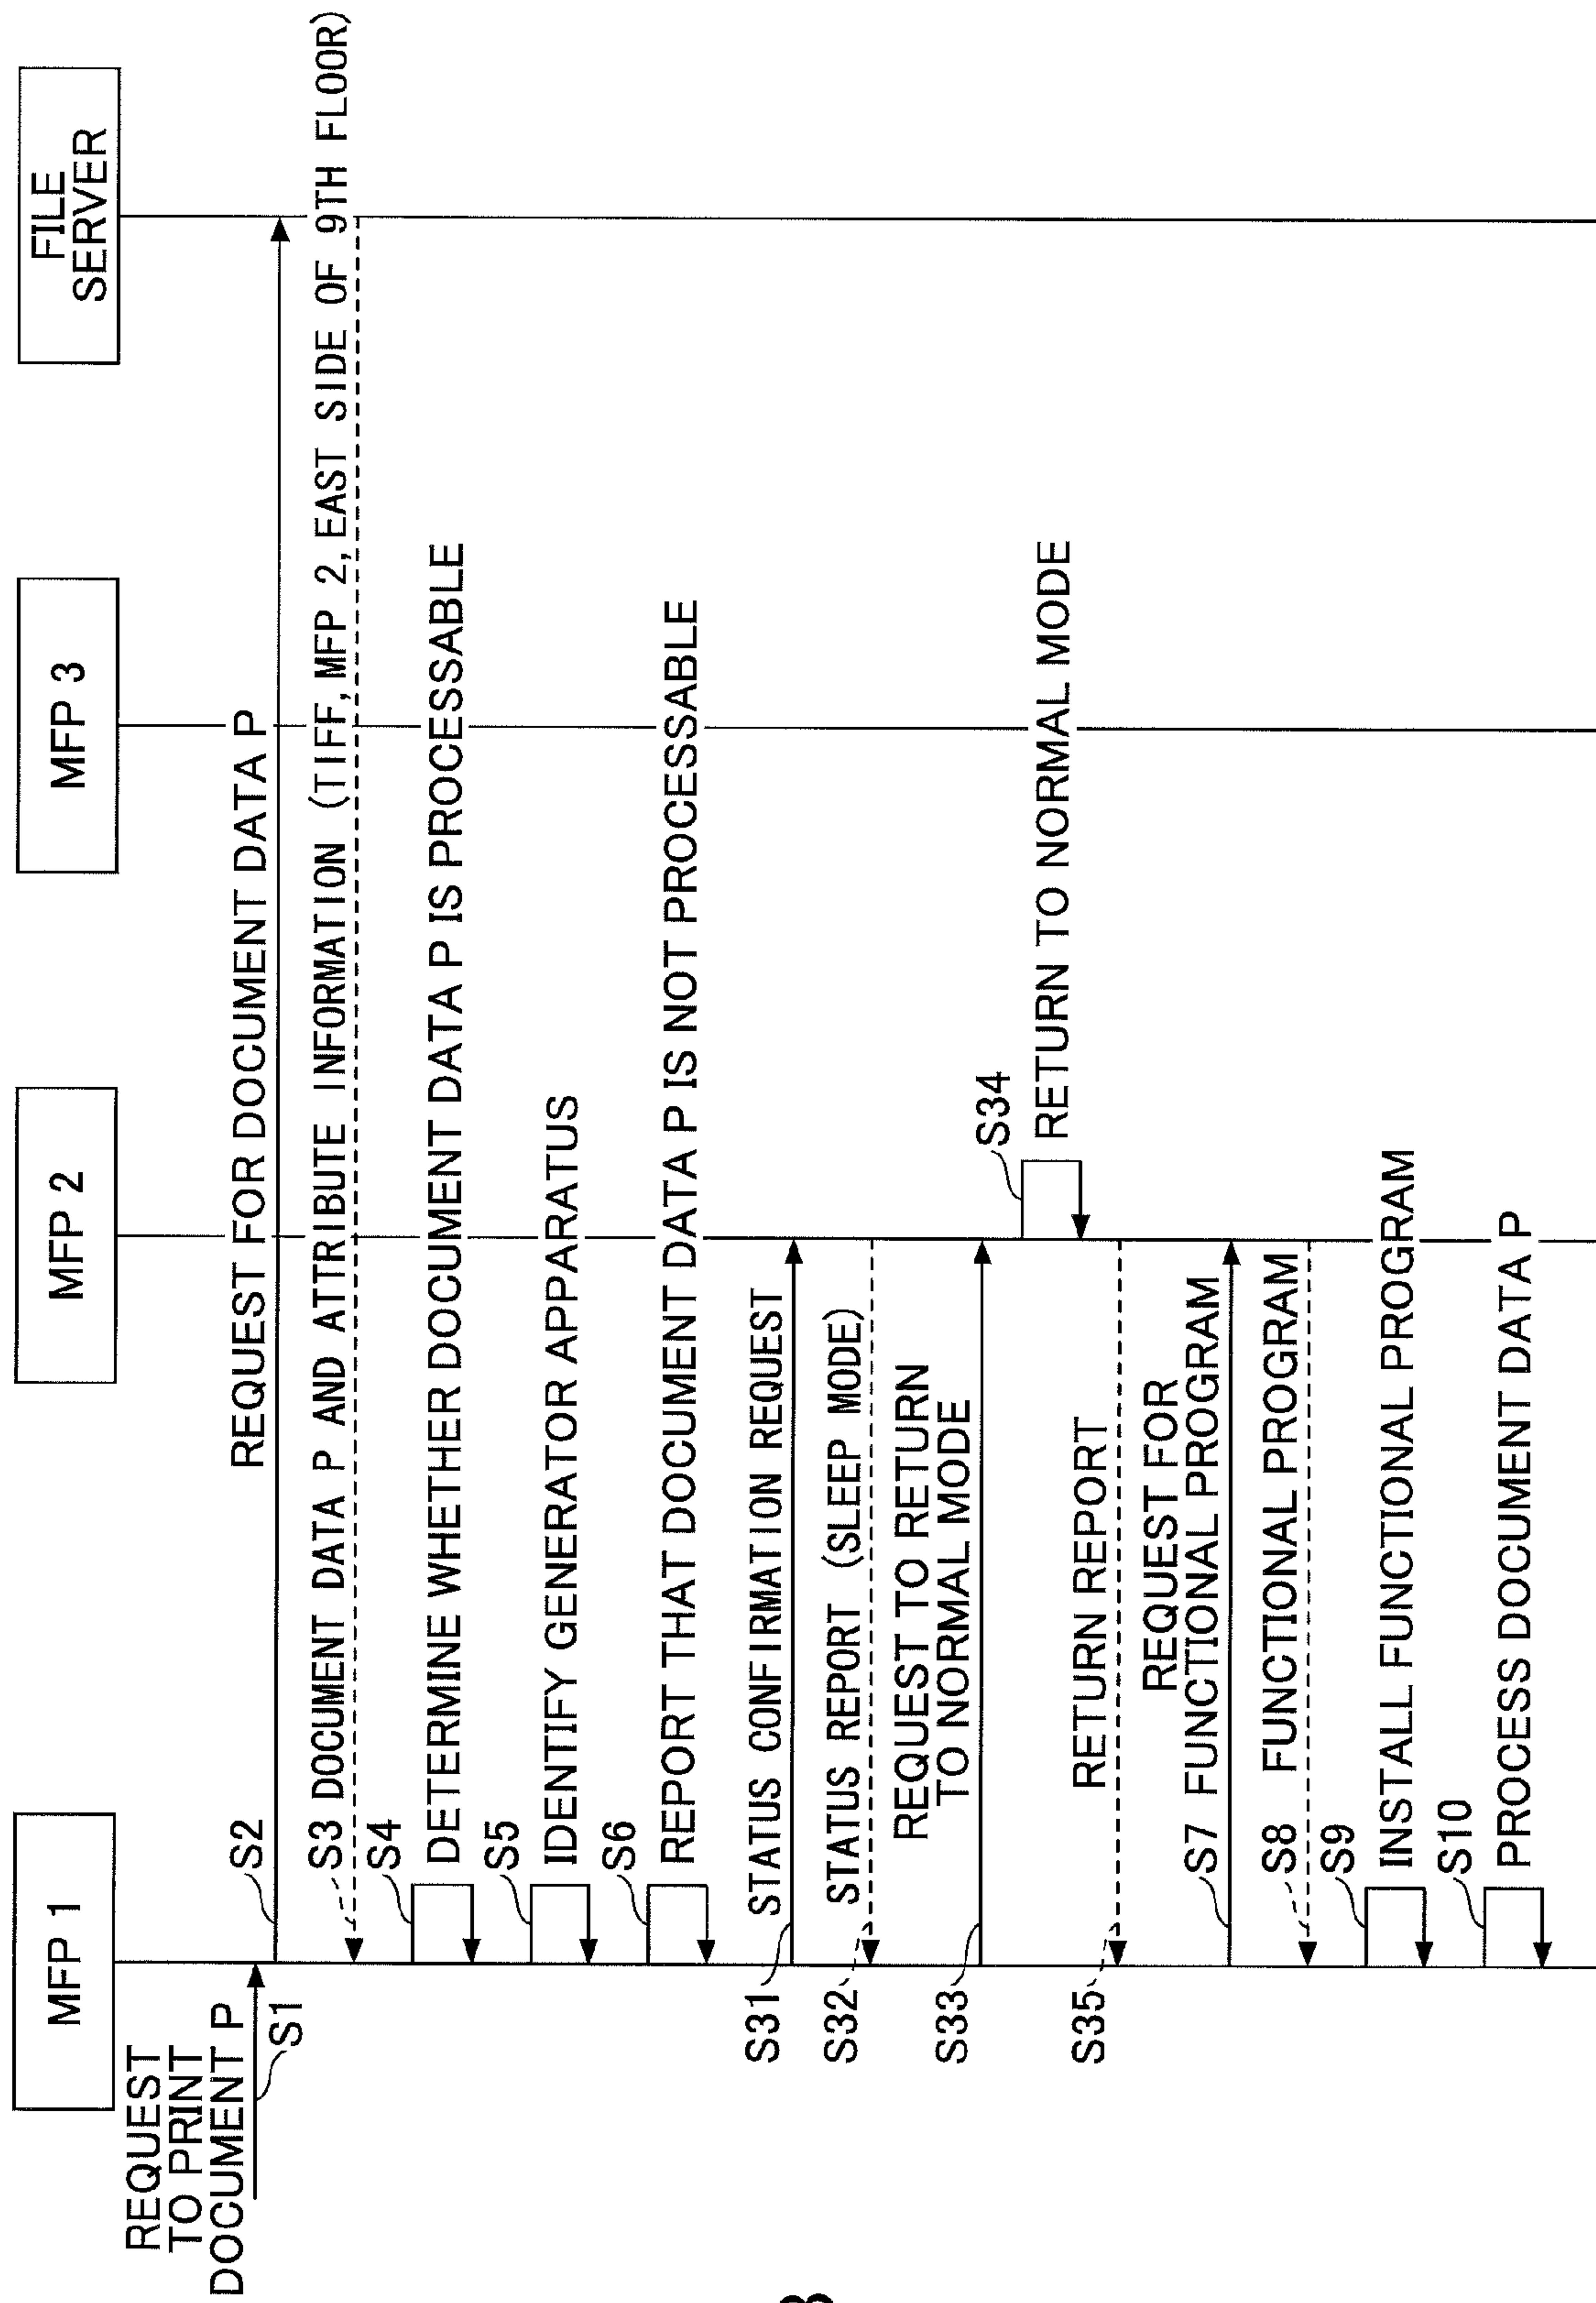 MFP 1
MFP 2
MFP 3
FILE
SERVER
REQUEST
TO PRINT
DOCUMENT P
S1
S2
REQUEST FOR DOCUMENT DATA P
S3 DOCUMENT DATA P AND ATTRIBUTE INFORMATION (TIFF, MFP 2, EAST SIDE OF 9TH FLOOR)
S4
DETERMINE WHETHER DOCUMENT DATA P IS PROCESSABLE
S5
IDENTIFY GENERATOR APPARATUS
S6
REPORT THAT DOCUMENT DATA P IS NOT PROCESSABLE
S31
STATUS CONFIRMATION REQUEST
S32
STATUS REPORT (SLEEP MODE)
S33
REQUEST TO RETURN
TO NORMAL MODE
S34
RETURN TO NORMAL MODE
S35
RETURN REPORT
REQUEST FOR
S7 FUNCTIONAL PROGRAM
S8 FUNCTIONAL PROGRAM
S9
INSTALL FUNCTIONAL PROGRAM
S10
PROCESS DOCUMENT DATA P